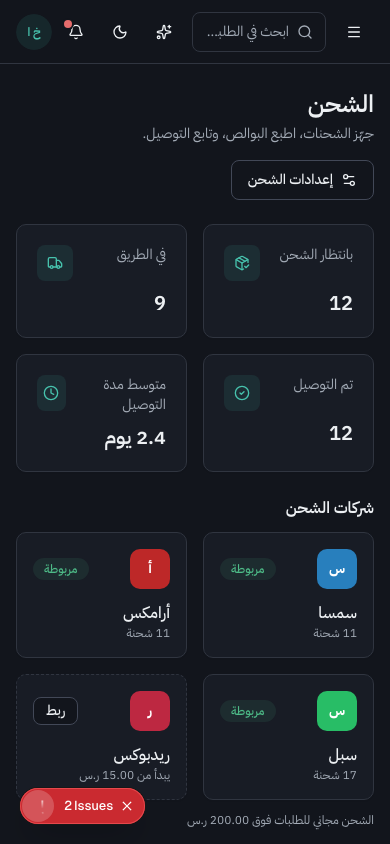 ابحث في الطلبـ...
خ ا
الشحن
جهّز الشحنات، اطبع البوالص، وتابع التوصيل.
إعدادات الشحن
بانتظار الشحن
12
في الطريق
9
تم التوصيل
12
متوسط مدة
التوصيل
2.4 يوم
شركات الشحن
س
مربوطة
سمسا
11 شحنة
أ
مربوطة
أرامكس
11 شحنة
س
مربوطة
سبل
17 شحنة
ر
ربط
ريدبوكس
يبدأ من 15.00 ر.س
الشحن مجاني للطلبات فوق 200.00 ر.س
2 Issues